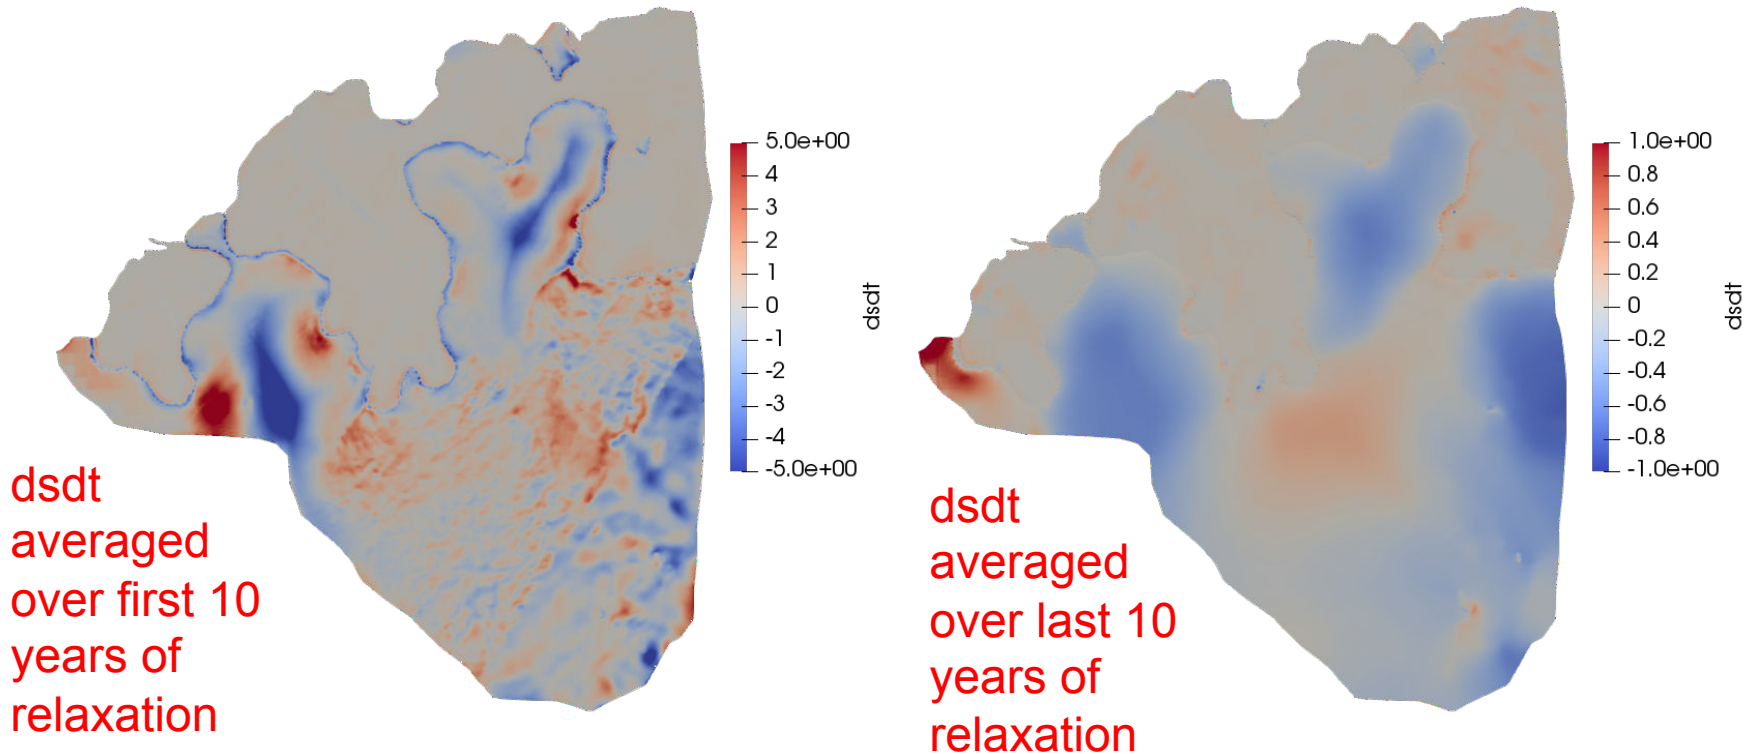 5.0e+00
4
3
2
1
0
-1
-2
-3
-4
-5.0e+00
dsdt
dsdt
averaged
over first 10
years of
relaxation
1.0e+00
0.8
0.6
0.4
0.2
0
-0.2
-0.4
-0.6
-0.8
-1.0e+00
dsdt
dsdt
averaged
over last 10
years of
relaxation